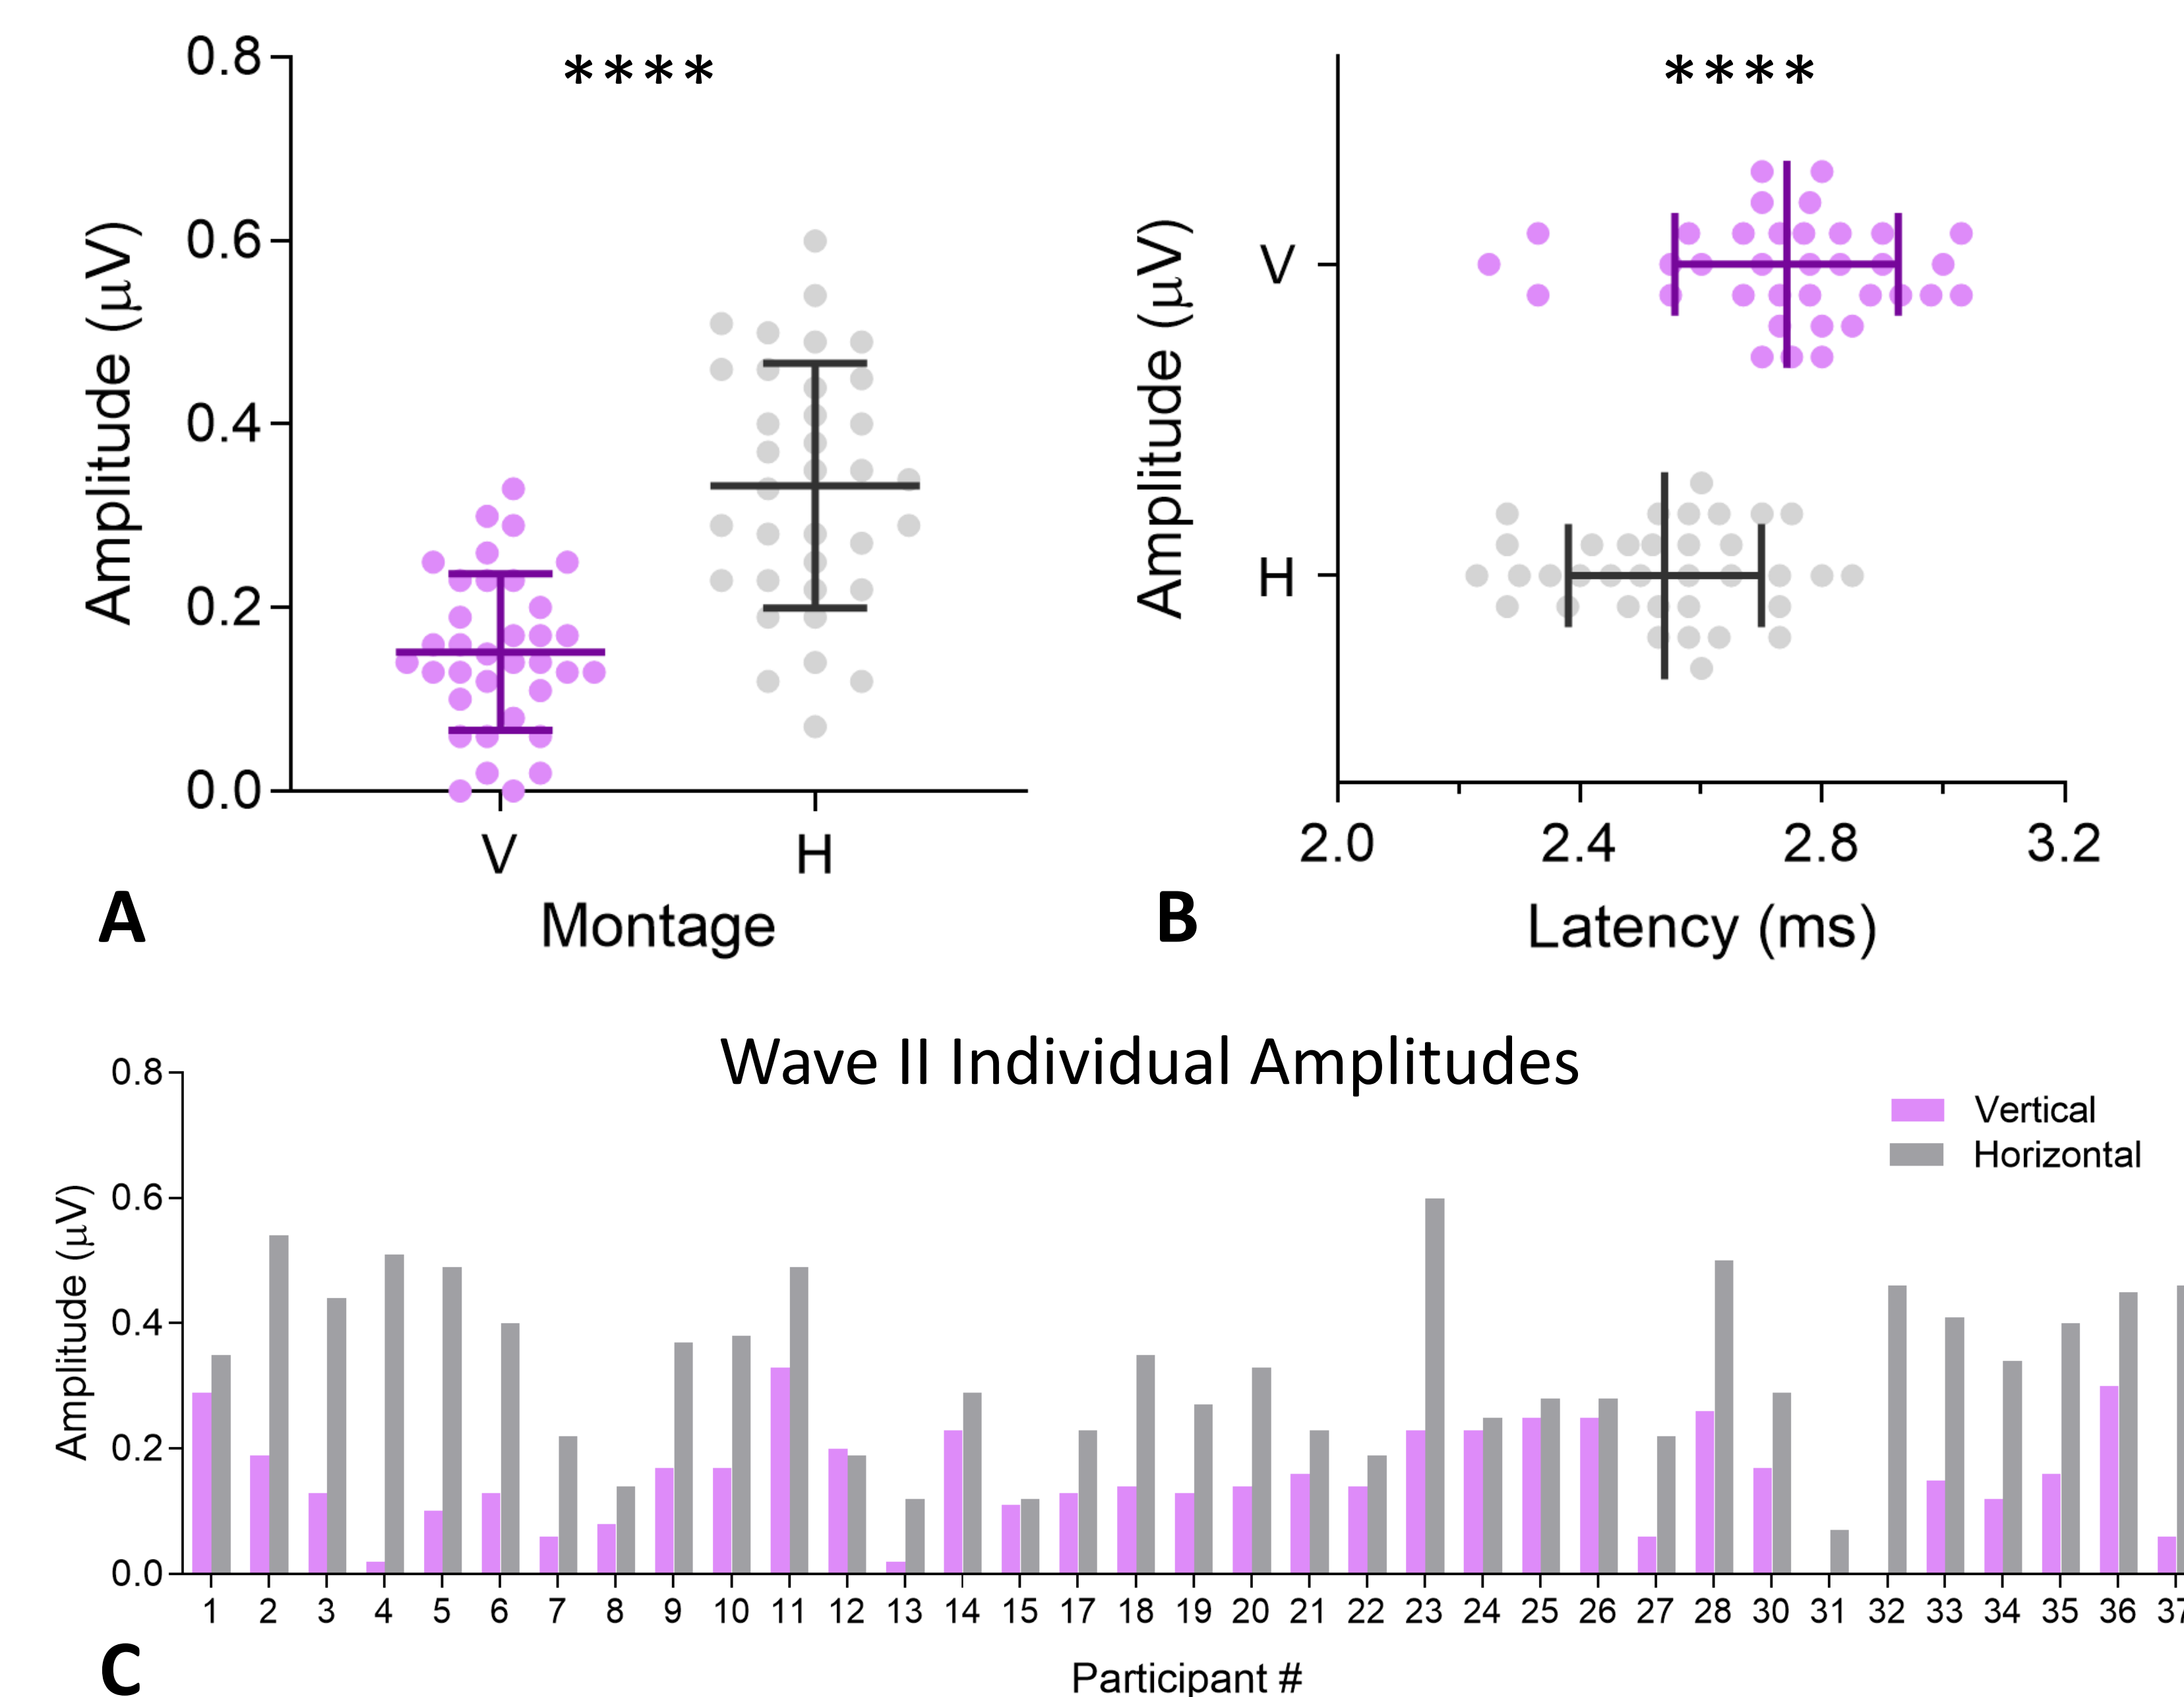 0.8
0.6
0.4
0.2
0.0
Amplitude (µV)
****
V H
Montage
A
****
Amplitude (µV)
V
H
2.0 2.4 2.8 3.2
Latency (ms)
B
Wave II Individual Amplitudes
Vertical
Horizontal
0.8
0.6
0.4
0.2
0.0
Amplitude (µV)
1 2 3 4 5 6 7 8 9 10 11 12 13 14 15 17 18 19 20 21 22 23 24 25 26 27 28 30 31 32 33 34 35 36 37
Participant #
C